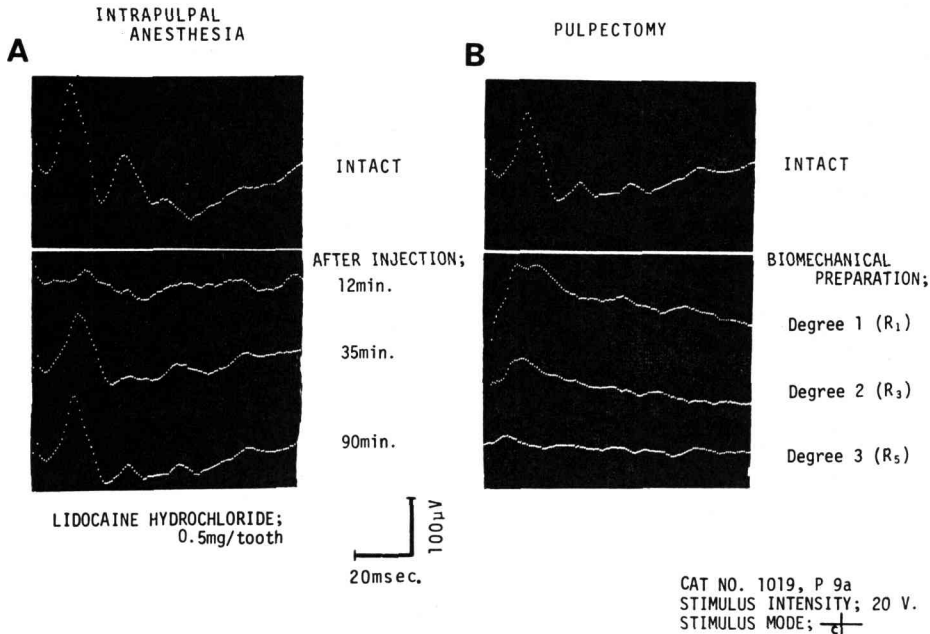 INTRAPULPAL
ANESTHESIA
A
INTACT
AFTER INJECTION;
12min.
35min.
90min.
LIDOCAINE HYDROCHLORIDE;
0.5mg/tooth
20msec.
100µV
PULPECTOMY
B
INTACT
BIOMECHANICAL
PREPARATION;
Degree 1 (R₁)
Degree 2 (R₃)
Degree 3 (R₅)
CAT NO. 1019, P 9a
STIMULUS INTENSITY; 20 V.
STIMULUS MODE; c